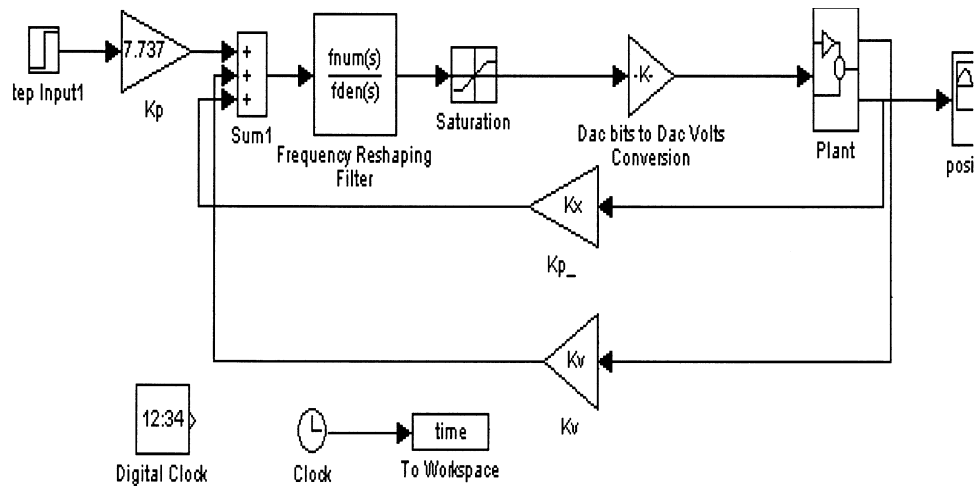 7.737
+
+
+
fnum(s)
fden(s)
-K-
tep Input1
Kp
Sum1
Saturation
Frequency Reshaping
Filter
Dac bits to Dac Volts
Conversion
Plant
posi
Kx
Kp_
Kv
Kv
12:34
time
Digital Clock
Clock
To Workspace